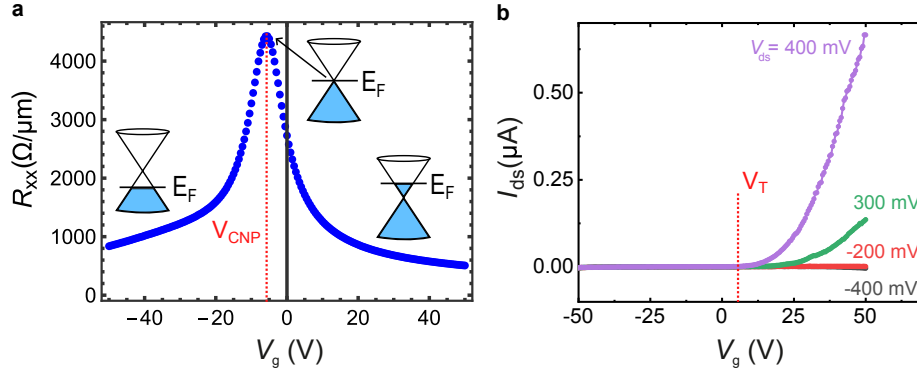 a
4000
3000
2000
1000
0
R_xx(Ω/μm)
E_F
E_F
E_F
V_CNP
−40 −20 0 20 40
V_g (V)
b
V_ds= 400 mV
0.50
0.25
0.00
I_ds(μA)
V_T
300 mV
-200 mV
-400 mV
-50 -25 0 25 50
V_g (V)